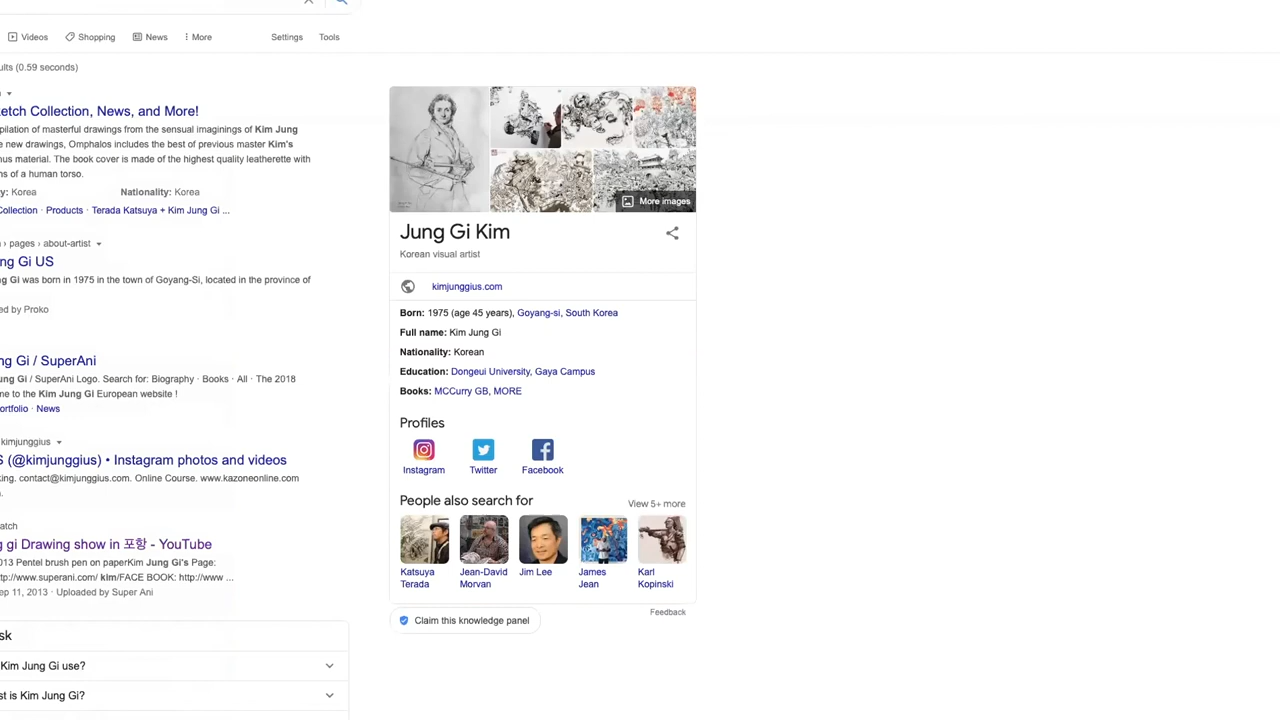 Videos
Shopping
News
More
Settings
Tools
ults (0.59 seconds)
etch Collection, News, and More!
pilation of masterful drawings from the sensual imaginings of Kim Jung
e new drawings, Omphalos includes the best of previous master Kim's
nus material. The book cover is made of the highest quality leatherette with
ns of a human torso.
y: Korea
Nationality: Korea
Collection · Products · Terada Katsuya + Kim Jung Gi ...
› pages › about-artist
ng Gi US
g Gi was born in 1975 in the town of Goyang-Si, located in the province of
ed by Proko
ng Gi / SuperAni
ung Gi / SuperAni Logo. Search for: Biography · Books · All · The 2018
me to the Kim Jung Gi European website !
ortfolio · News
kimjunggius
S (@kimjunggius) • Instagram photos and videos
king. contact@kimjunggius.com. Online Course. www.kazoneonline.com
atch
g gi Drawing show in 포항 - YouTube
013 Pentel brush pen on paperKim Jung Gi's Page:
ttp://www.superani.com/ kim/FACE BOOK: http://www ...
ep 11, 2013 · Uploaded by Super Ani
sk
Kim Jung Gi use?
st is Kim Jung Gi?
More images
Jung Gi Kim
Korean visual artist
kimjunggius.com
Born: 1975 (age 45 years), Goyang-si, South Korea
Full name: Kim Jung Gi
Nationality: Korean
Education: Dongeui University, Gaya Campus
Books: MCCurry GB, MORE
Profiles
Instagram
Twitter
Facebook
People also search for
View 5+ more
Katsuya
Terada
Jean-David
Morvan
Jim Lee
James
Jean
Karl
Kopinski
Feedback
Claim this knowledge panel